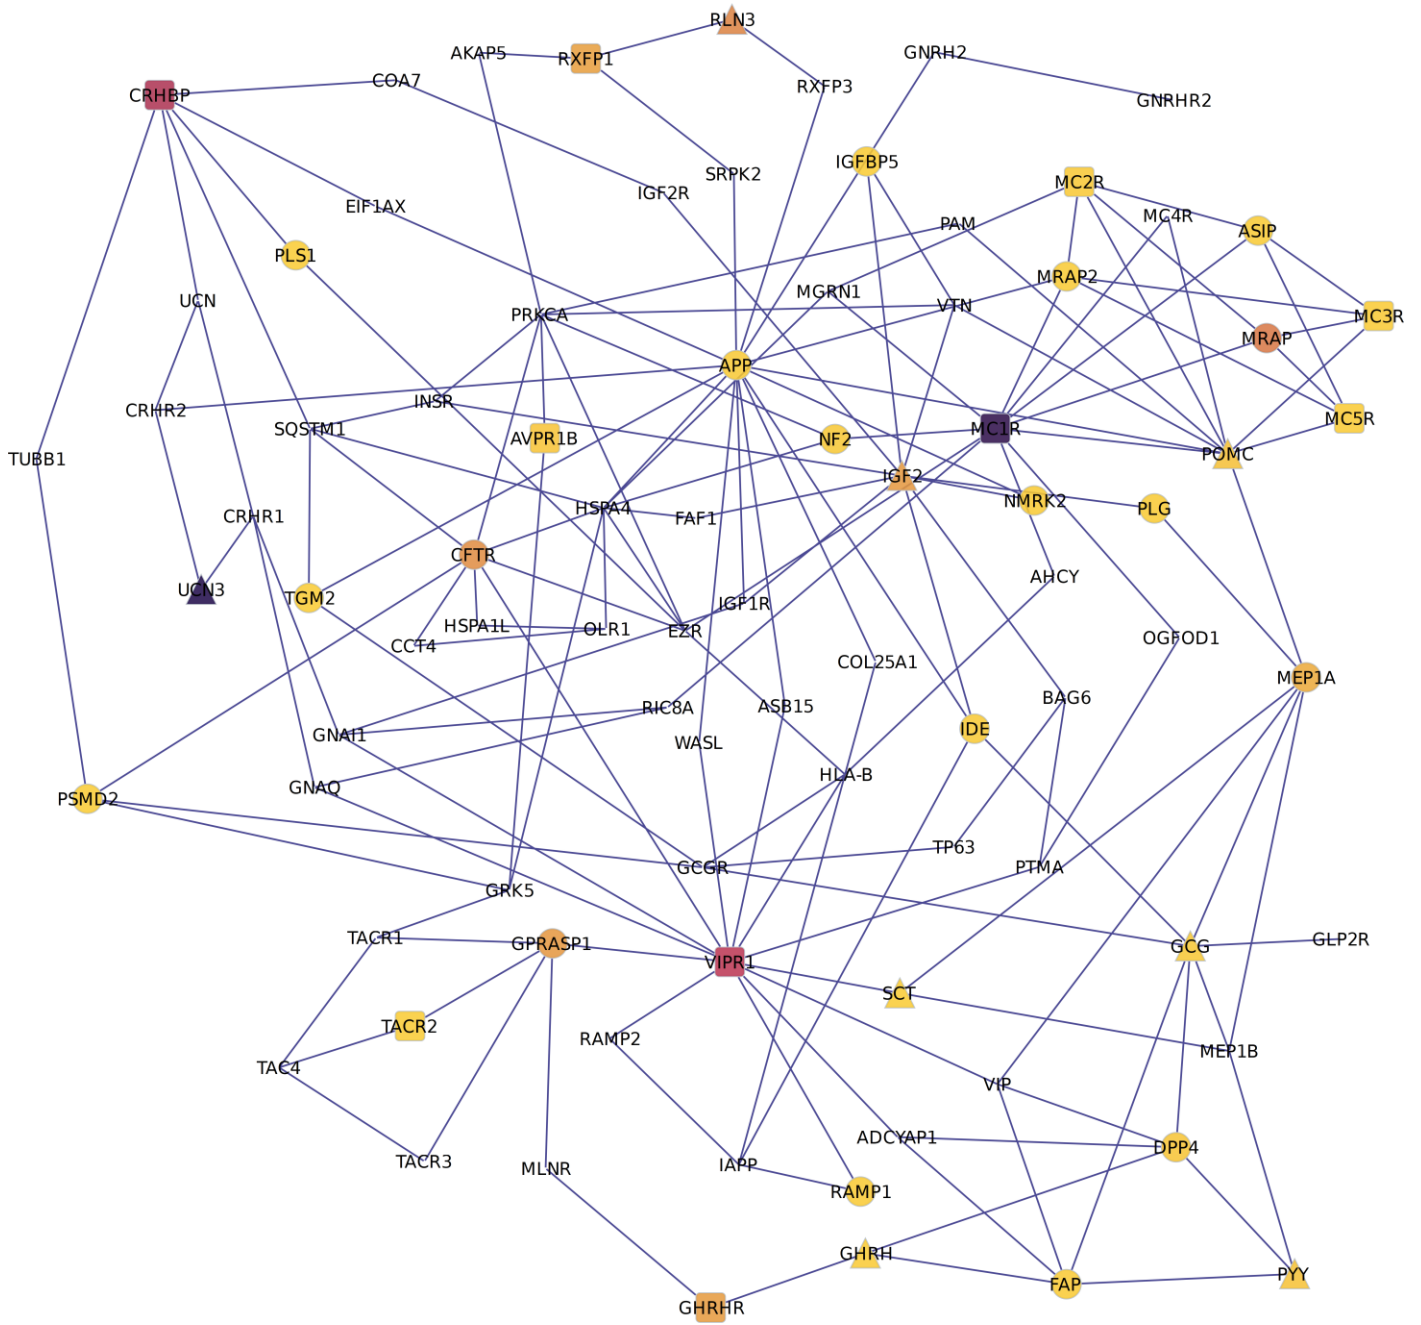 RLN3
AKAP5
RXFP1
GNRH2
COA7
RXFP3
CRHBP
GNRHR2
IGFBP5
SRPK2
MC2R
IGF2R
EIF1AX
MC4R
PAM
ASIP
PLS1
MRAP2
MGRN1
UCN
VTN
PRKCA
MC3R
MRAP
APP
INSR
CRHR2
MC5R
SQSTM1
MC1R
AVPR1B
NF2
POMC
TUBB1
IGF2
NMRK2
HSPA4
PLG
CRHR1
FAF1
CFTR
AHCY
UCN3
TGM2
IGF1R
HSPA1L
OLR1
EZR
OGFOD1
CCT4
COL25A1
MEP1A
BAG6
RIC8A
ASB15
IDE
GNAI1
WASL
HLA-B
GNAQ
PSMD2
TP63
GCGR
PTMA
GRK5
TACR1
GPRASP1
GLP2R
GCG
VIPR1
SCT
TACR2
RAMP2
MEP1B
TAC4
VIP
ADCYAP1
DPP4
TACR3
IAPP
MLNR
RAMP1
GHRH
PYY
FAP
GHRHR